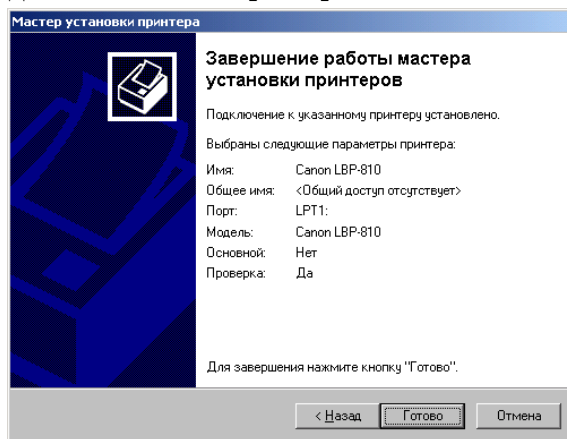 Мастер установки принтера
Завершение работы мастера
установки принтеров
Подключение к указанному принтеру установлено.
Выбраны следующие параметры принтера:
Имя: Canon LBP-810
Общее имя: <Общий доступ отсутствует>
Порт: LPT1:
Модель: Canon LBP-810
Основной: Нет
Проверка: Да
Для завершения нажмите кнопку "Готово".
< Назад Готово Отмена